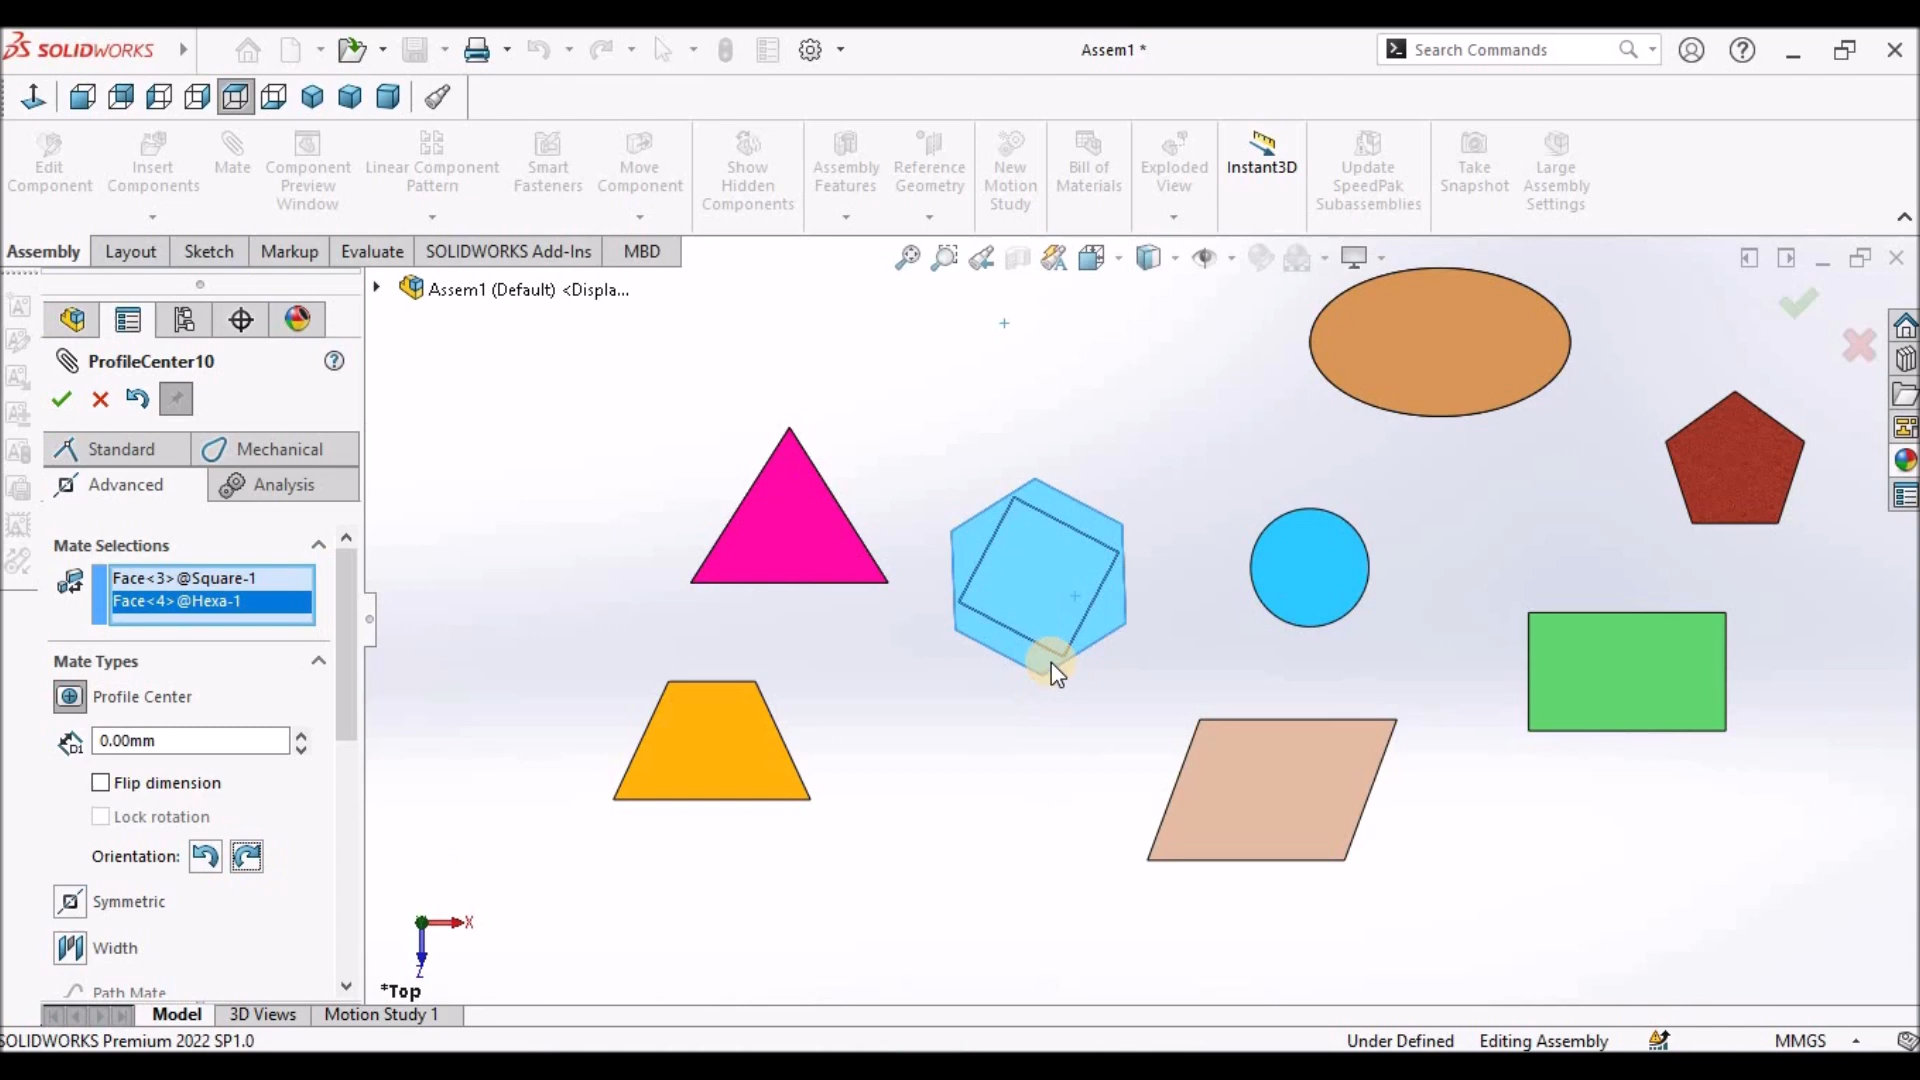 SOLIDWORKS
Assem1 *
Search Commands
Edit Component
Insert Components
Mate
Component Preview Window
Linear Component Pattern
Smart Fasteners
Move Component
Show Hidden Components
Assembly Features
Reference Geometry
New Motion Study
Bill of Materials
Exploded View
Instant3D
Update SpeedPak Subassemblies
Take Snapshot
Large Assembly Settings
Assembly
Layout
Sketch
Markup
Evaluate
SOLIDWORKS Add-Ins
MBD
Assem1 (Default) <Displa...
ProfileCenter10
Standard
Mechanical
Advanced
Analysis
Mate Selections
Face<3>@Square-1
Face<4>@Hexa-1
Mate Types
Profile Center
D1
0.00mm
Flip dimension
Lock rotation
Orientation:
Symmetric
Width
Path Mate
X
Z
*Top
Model
3D Views
Motion Study 1
SOLIDWORKS Premium 2022 SP1.0
Under Defined
Editing Assembly
MMGS